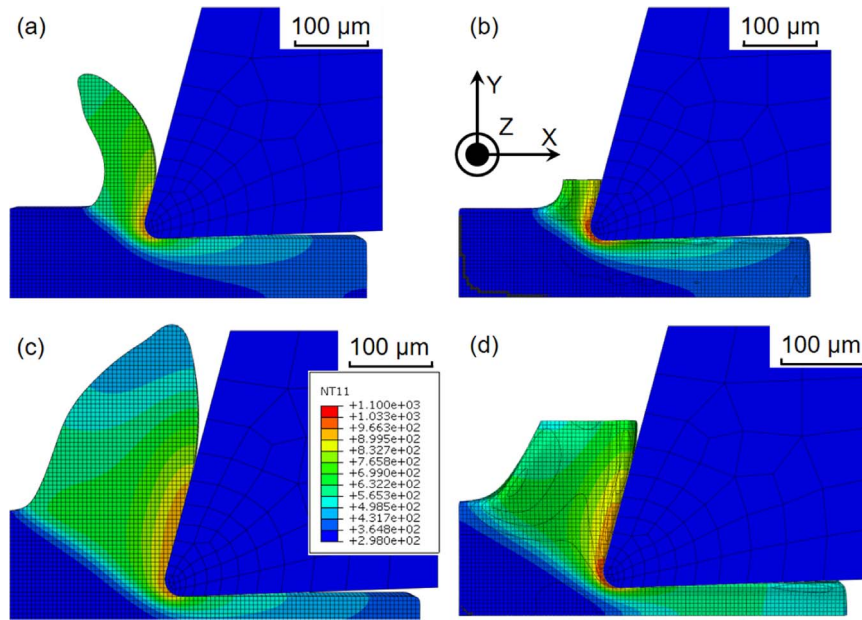 (a)
100 µm
(b)
100 µm
Y
Z
X
(c)
100 µm
(d)
100 µm
NT11
+1.100e+03
+1.033e+03
+9.663e+02
+8.995e+02
+8.327e+02
+7.658e+02
+6.990e+02
+6.322e+02
+5.653e+02
+4.985e+02
+4.317e+02
+3.648e+02
+2.980e+02